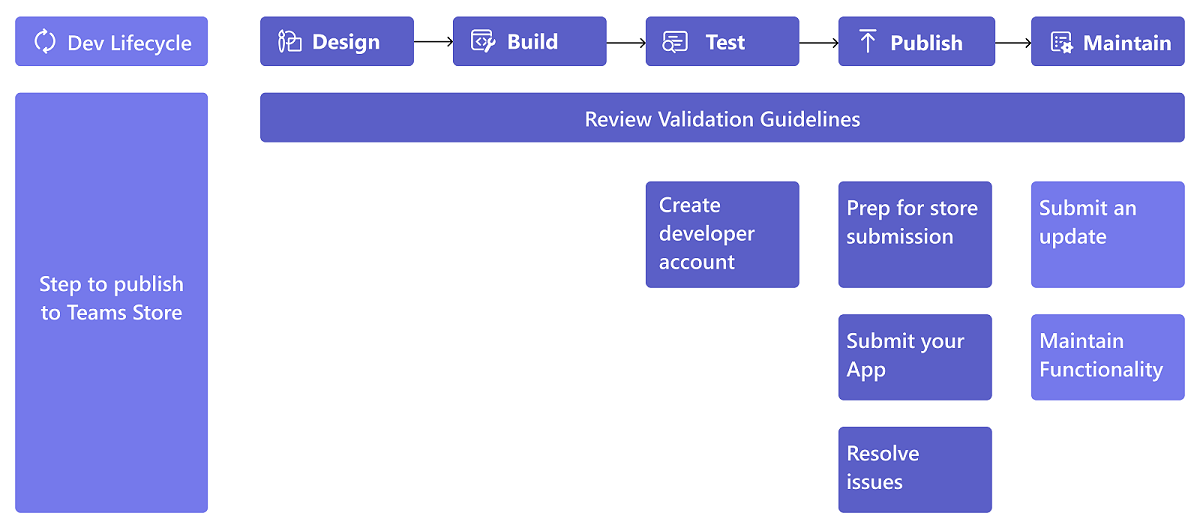 Dev Lifecycle
Design
Build
Test
Publish
Maintain
Review Validation Guidelines
Step to publish
to Teams Store
Create
developer
account
Prep for store
submission
Submit an
update
Submit your
App
Maintain
Functionality
Resolve
issues